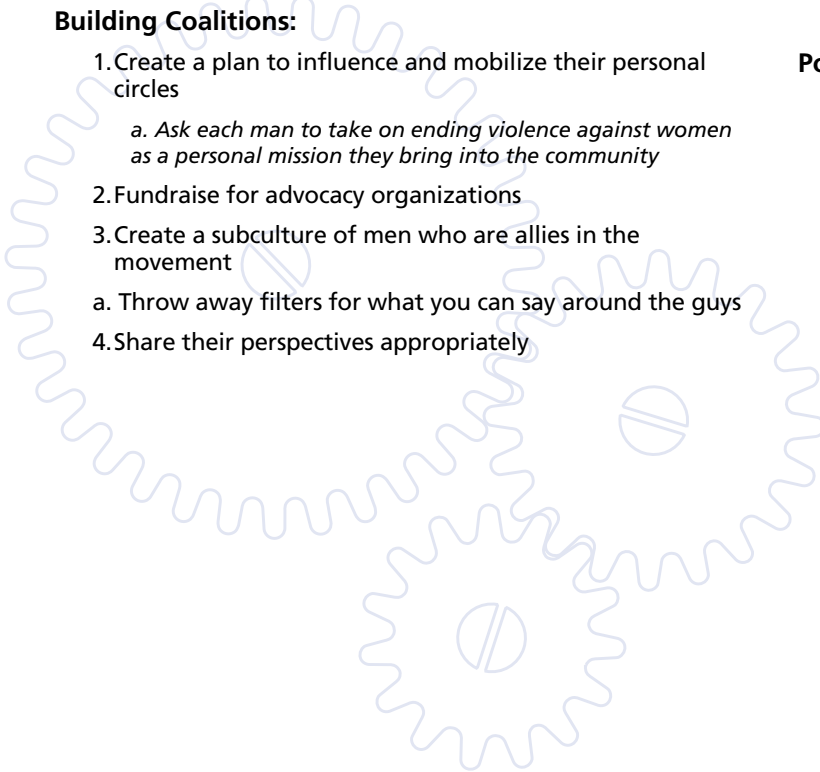 Building Coalitions:
1.Create a plan to influence and mobilize their personal
circles
a. Ask each man to take on ending violence against women
as a personal mission they bring into the community
2.Fundraise for advocacy organizations
3.Create a subculture of men who are allies in the
movement
a. Throw away filters for what you can say around the guys
4.Share their perspectives appropriately